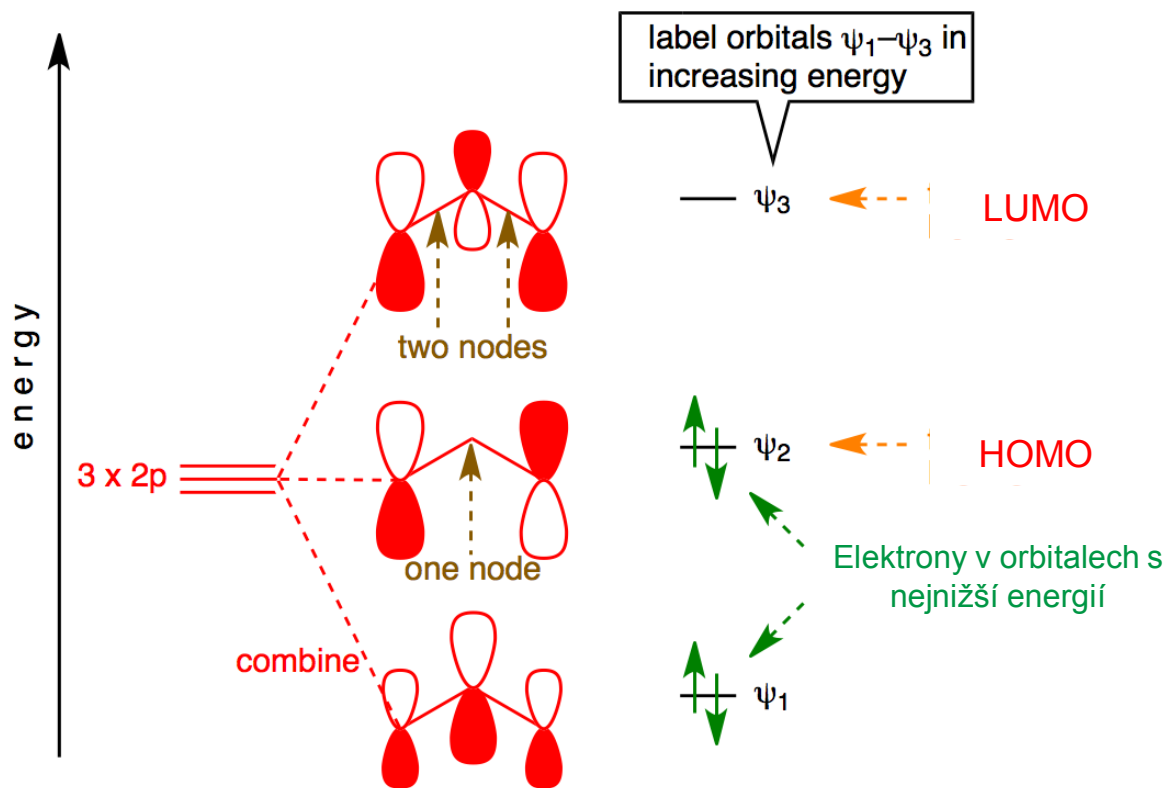 label orbitals ψ1–ψ3 in
increasing energy
ψ3
LUMO
two nodes
energy
3 x 2p
ψ2
HOMO
one node
Elektrony v orbitalech s
nejnižší energií
combine
ψ1